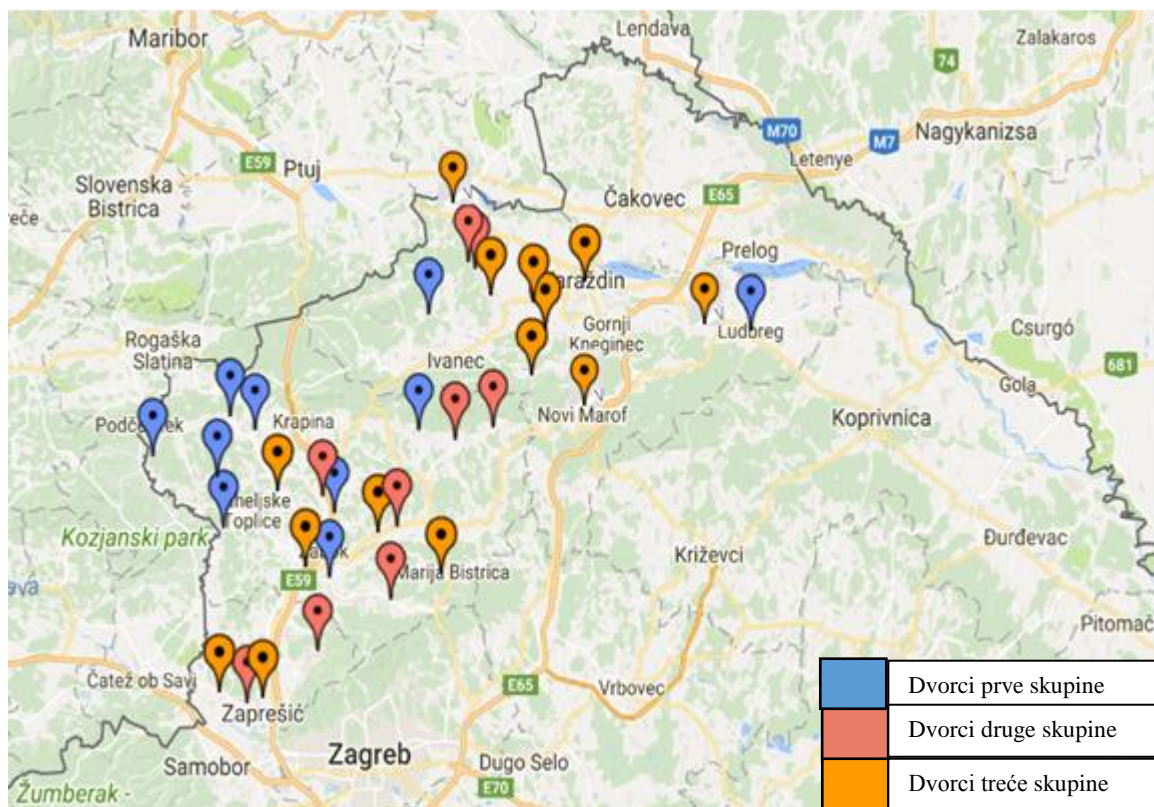 Lendava
Maribor
Zalakaros
74
M70
M7
Nagykanizsa
Letenye
E59
Ptuj
Slovenska
Bistrica
Čakovec
E65
Prelog
Ludbreg
Gornji
Kneginec
Csurgó
Rogaška
Slatina
Ivanec
681
Gola
Novi Marof
Krapina
Koprivnica
Toplice
Kozjanski park
Križevci
Đurđevac
Marija Bistrica
E59
Čatež ob Savi
Zaprešić
E65
Vrbovec
Zagreb
Samobor
Dugo Selo
E70
Žumberak -
Dvorci prve skupine
Dvorci druge skupine
Dvorci treće skupine